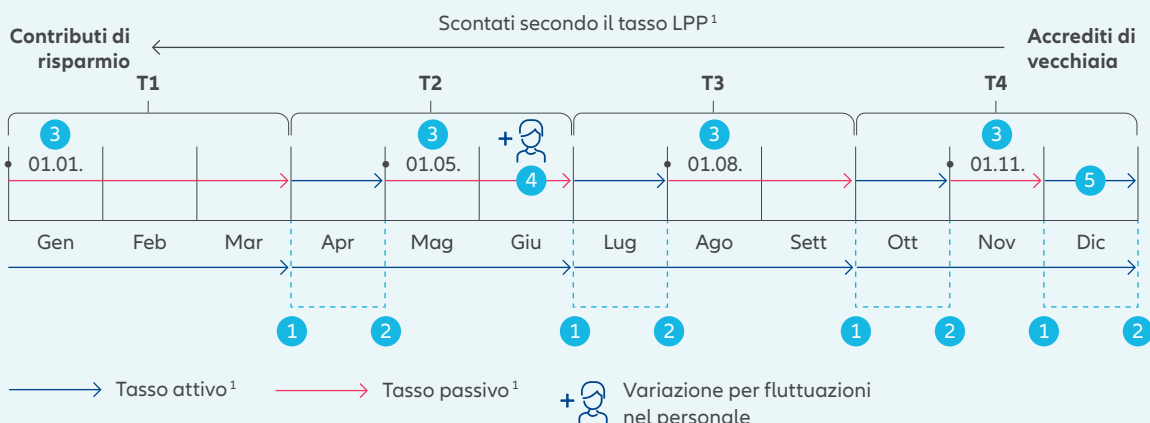 Scontati secondo il tasso LPP¹
Contributi di
risparmio
Accrediti di
vecchiaia
T1 T2 T3 T4
3 3 + 3 3
01.01. 01.05. 4 01.08. 01.11. 5
Gen Feb Mar Apr Mag Giu Lug Ago Sett Ott Nov Dic
1 2 1 2 1 2 1 2
Tasso attivo¹ Tasso passivo¹ + Variazione per fluttuazioni
nel personale